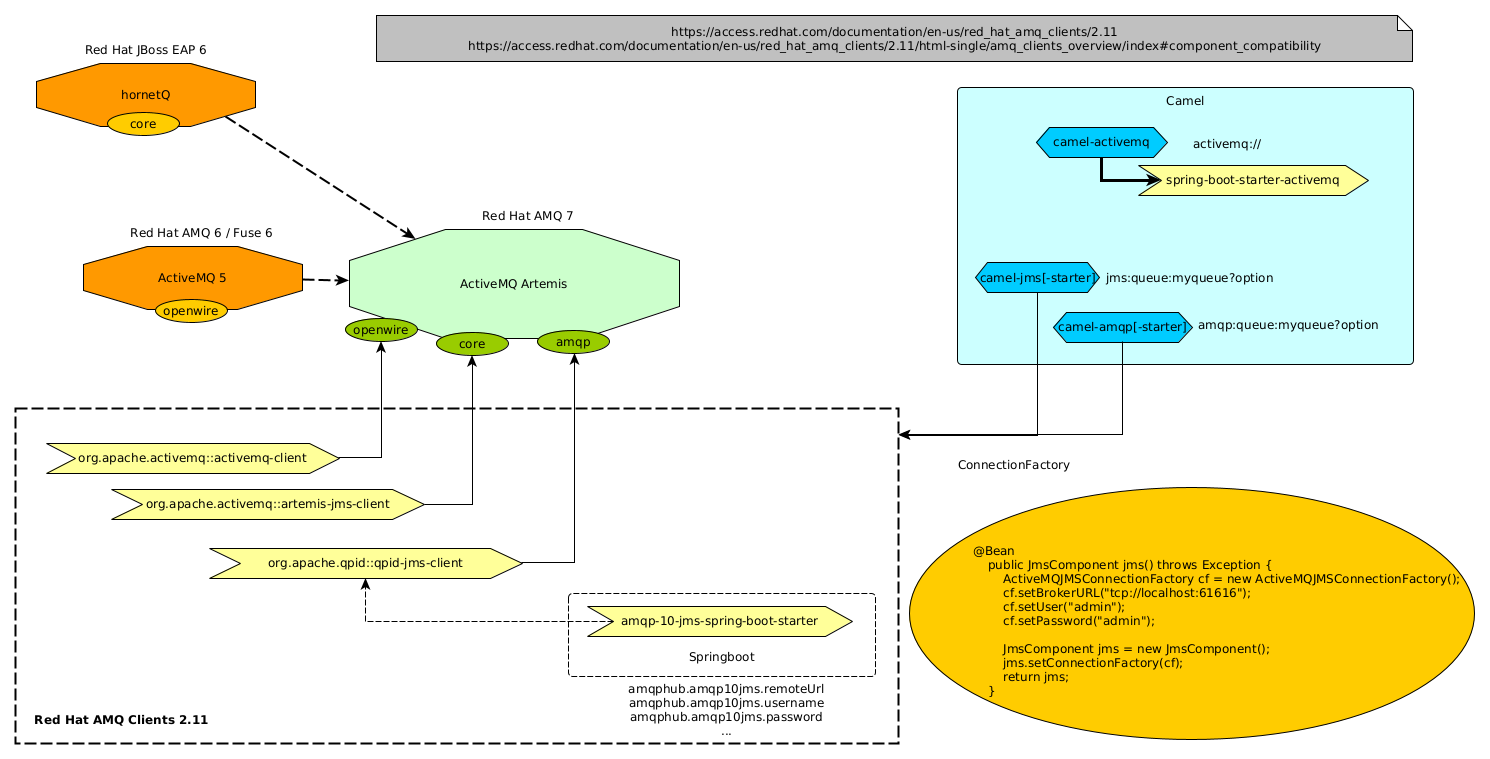 https://access.redhat.com/documentation/en-us/red_hat_amq_clients/2.11
https://access.redhat.com/documentation/en-us/red_hat_amq_clients/2.11/html-single/amq_clients_overview/index#component_compatibility
Red Hat JBoss EAP 6
hornetQ
core
Red Hat AMQ 6 / Fuse 6
ActiveMQ 5
openwire
Red Hat AMQ 7
ActiveMQ Artemis
openwire
core
amqp
Camel
camel-activemq
activemq://
spring-boot-starter-activemq
camel-jms[-starter]
jms:queue:myqueue?option
camel-amqp[-starter]
amqp:queue:myqueue?option
org.apache.activemq::activemq-client
org.apache.activemq::artemis-jms-client
org.apache.qpid::qpid-jms-client
amqp-10-jms-spring-boot-starter
Springboot
amqphub.amqp10jms.remoteUrl
amqphub.amqp10jms.username
amqphub.amqp10jms.password
...
Red Hat AMQ Clients 2.11
ConnectionFactory
@Bean
public JmsComponent jms() throws Exception {
ActiveMQJMSConnectionFactory cf = new ActiveMQJMSConnectionFactory();
cf.setBrokerURL("tcp://localhost:61616");
cf.setUser("admin");
cf.setPassword("admin");
JmsComponent jms = new JmsComponent();
jms.setConnectionFactory(cf);
return jms;
}